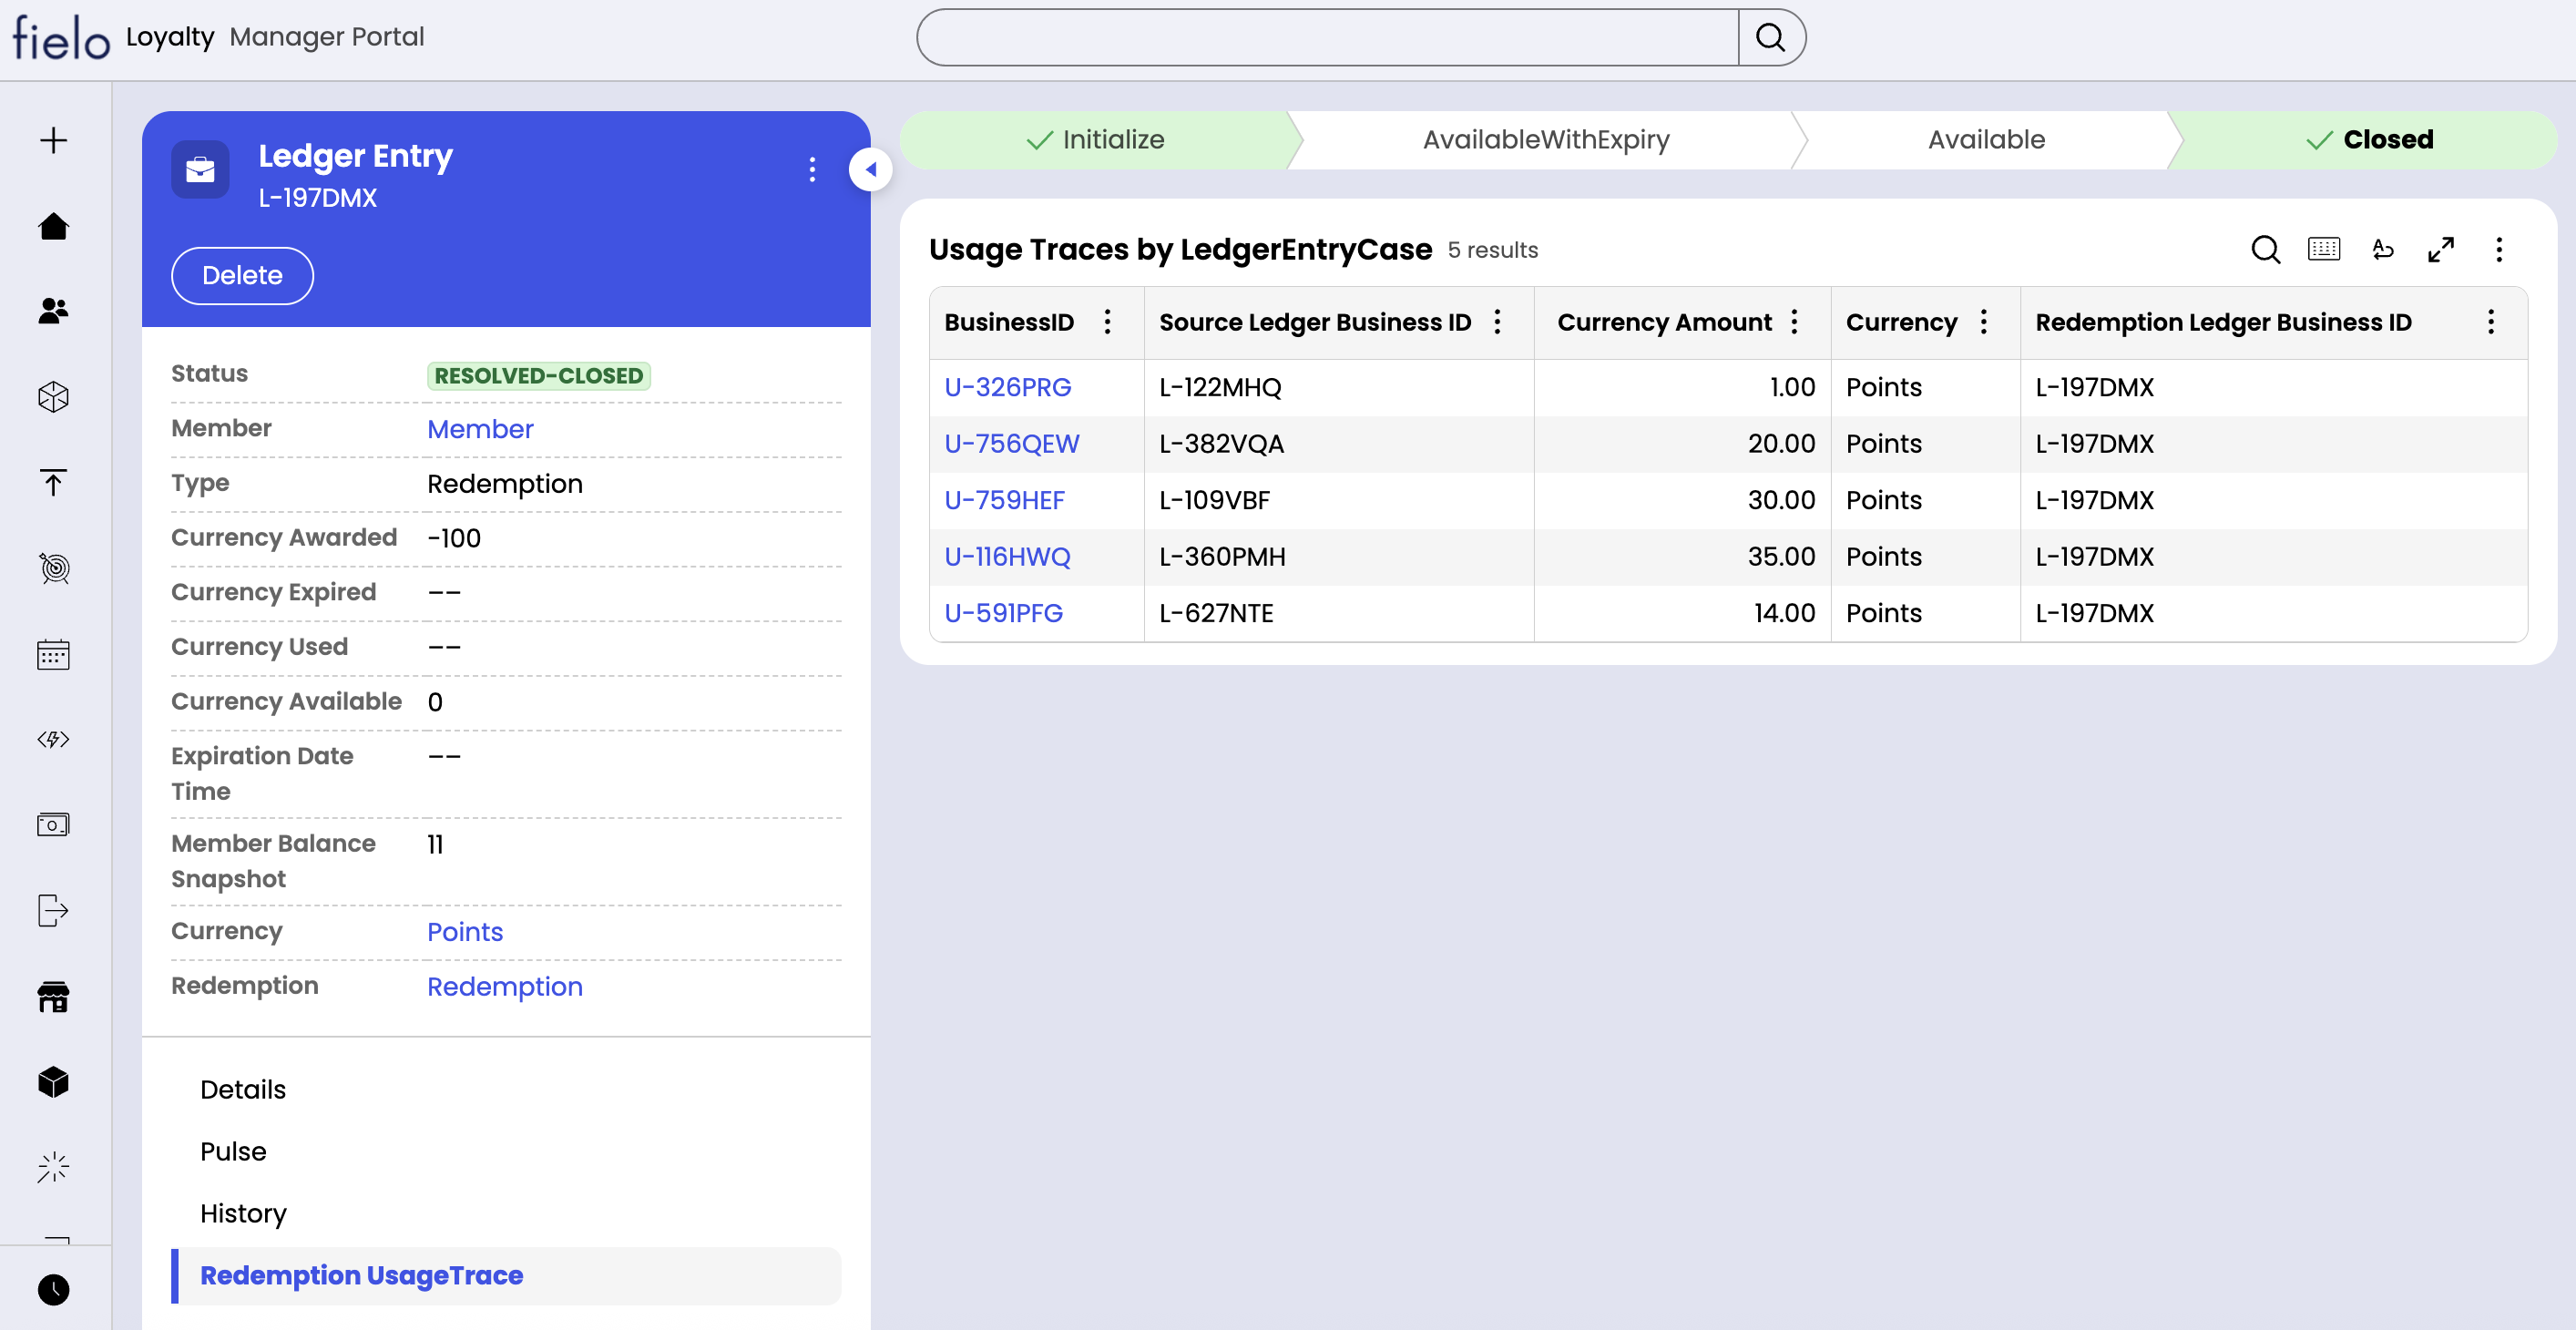 fielo Loyalty Manager Portal
Ledger Entry
L-197DMX
Delete
Status RESOLVED-CLOSED
Member Member
Type Redemption
Currency Awarded -100
Currency Expired --
Currency Used --
Currency Available 0
Expiration Date Time --
Member Balance Snapshot 11
Currency Points
Redemption Redemption
Details
Pulse
History
Redemption UsageTrace
Initialize AvailableWithExpiry Available Closed
Usage Traces by LedgerEntryCase 5 results
BusinessID Source Ledger Business ID Currency Amount Currency Redemption Ledger Business ID
U-326PRG L-122MHQ 1.00 Points L-197DMX
U-756QEW L-382VQA 20.00 Points L-197DMX
U-759HEF L-109VBF 30.00 Points L-197DMX
U-116HWQ L-360PMH 35.00 Points L-197DMX
U-591PFG L-627NTE 14.00 Points L-197DMX